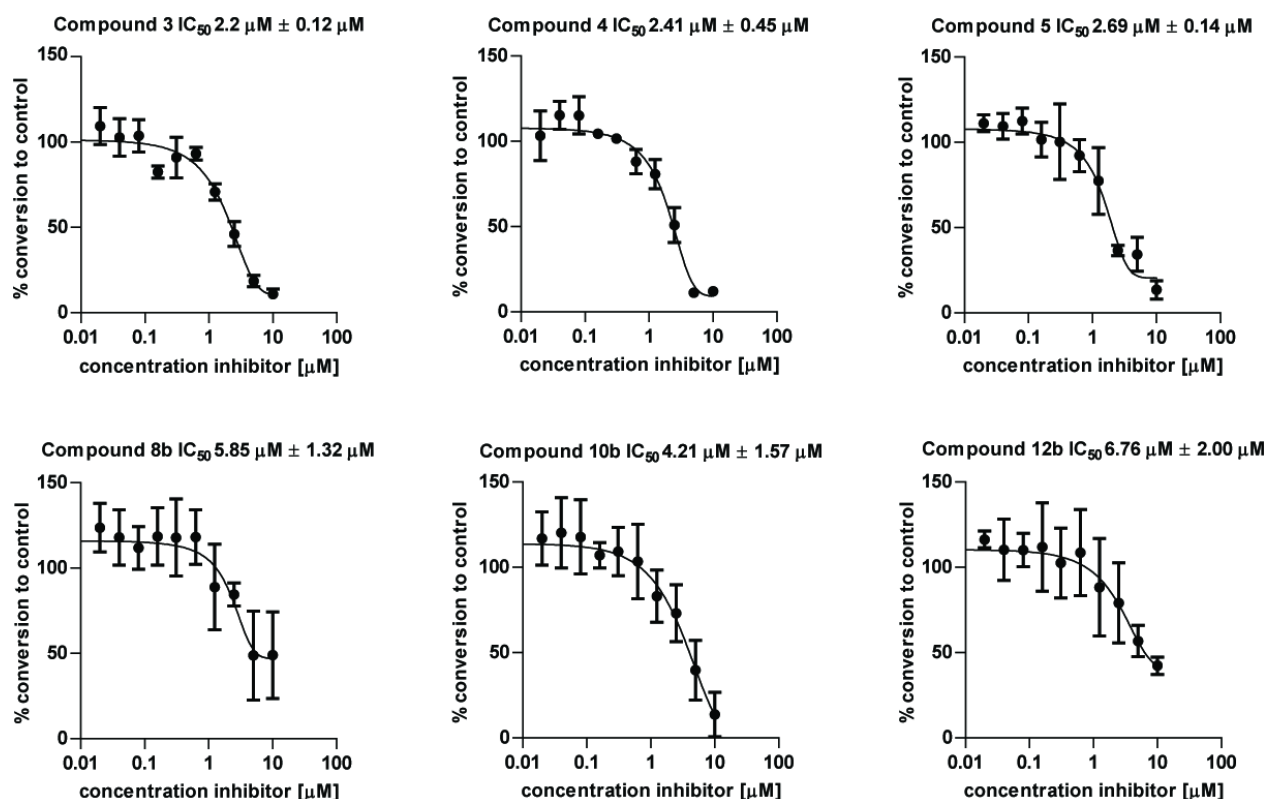 Compound 3 IC50 2.2 μM ± 0.12 μM
% conversion to control
150
100
50
0
0.01 0.1 1 10 100
concentration inhibitor [μM]
Compound 4 IC50 2.41 μM ± 0.45 μM
% conversion to control
150
100
50
0
0.01 0.1 1 10 100
concentration inhibitor [μM]
Compound 5 IC50 2.69 μM ± 0.14 μM
% conversion to control
150
100
50
0
0.01 0.1 1 10 100
concentration inhibitor [μM]
Compound 8b IC50 5.85 μM ± 1.32 μM
% conversion to control
150
100
50
0
0.01 0.1 1 10 100
concentration inhibitor [μM]
Compound 10b IC50 4.21 μM ± 1.57 μM
% conversion to control
150
100
50
0
0.01 0.1 1 10 100
concentration inhibitor [μM]
Compound 12b IC50 6.76 μM ± 2.00 μM
% conversion to control
150
100
50
0
0.01 0.1 1 10 100
concentration inhibitor [μM]